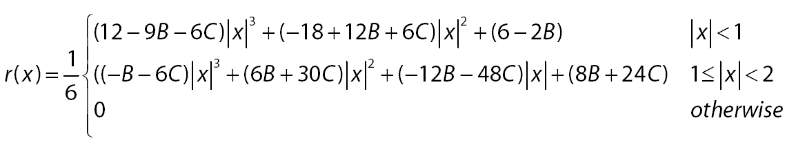 (12 − 9B − 6C)|x|³ + (−18 + 12B + 6C)|x|² + (6 − 2B) |x| < 1
r(x) = 1/6 { ((−B − 6C)|x|³ + (6B + 30C)|x|² + (−12B − 48C)|x| + (8B + 24C) 1 ≤ |x| < 2
0 otherwise